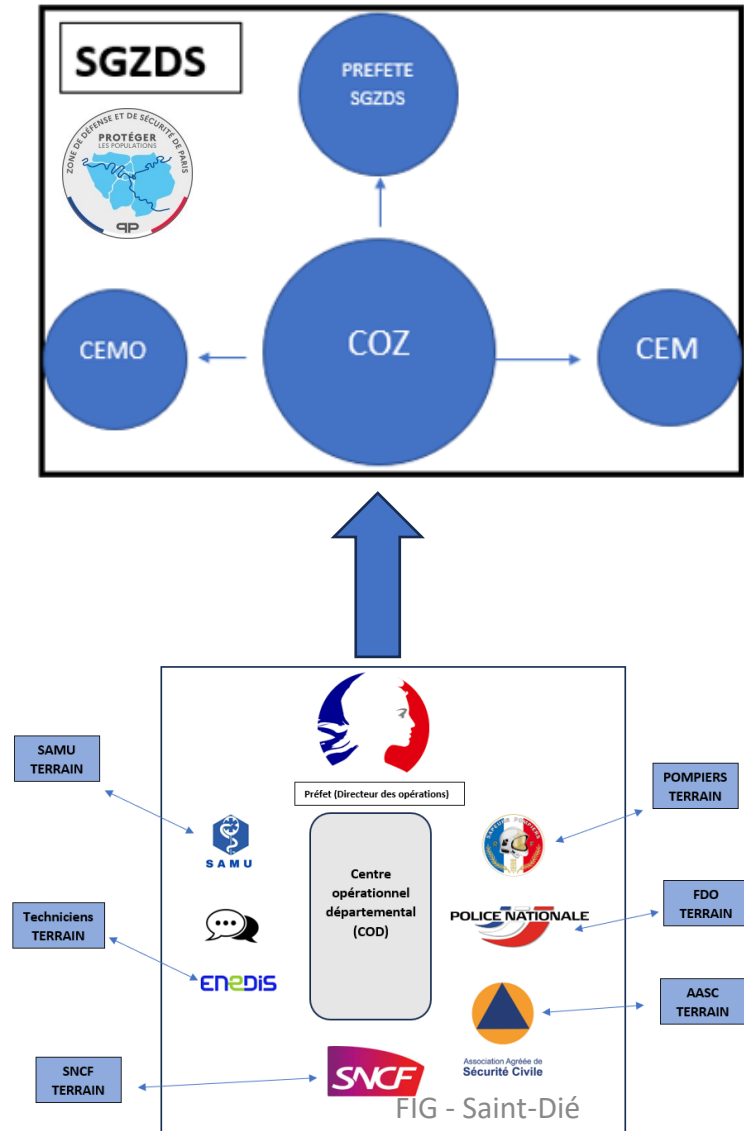 SGZDS
ZONE DE DÉFENSE ET DE SÉCURITÉ DE PARIS
PROTÉGER
LES POPULATIONS
PREFETE
SGZDS
CEMO
COZ
CEM
Préfet (Directeur des opérations)
SAMU
TERRAIN
POMPIERS
TERRAIN
SAPEURS POMPIERS
SAMU
Centre
opérationnel
départemental
(COD)
Techniciens
TERRAIN
POLICE NATIONALE
FDO
TERRAIN
ENEDIS
AASC
TERRAIN
SNCF
TERRAIN
SNCF
Association Agréée de
Sécurité Civile
FIG - Saint-Dié